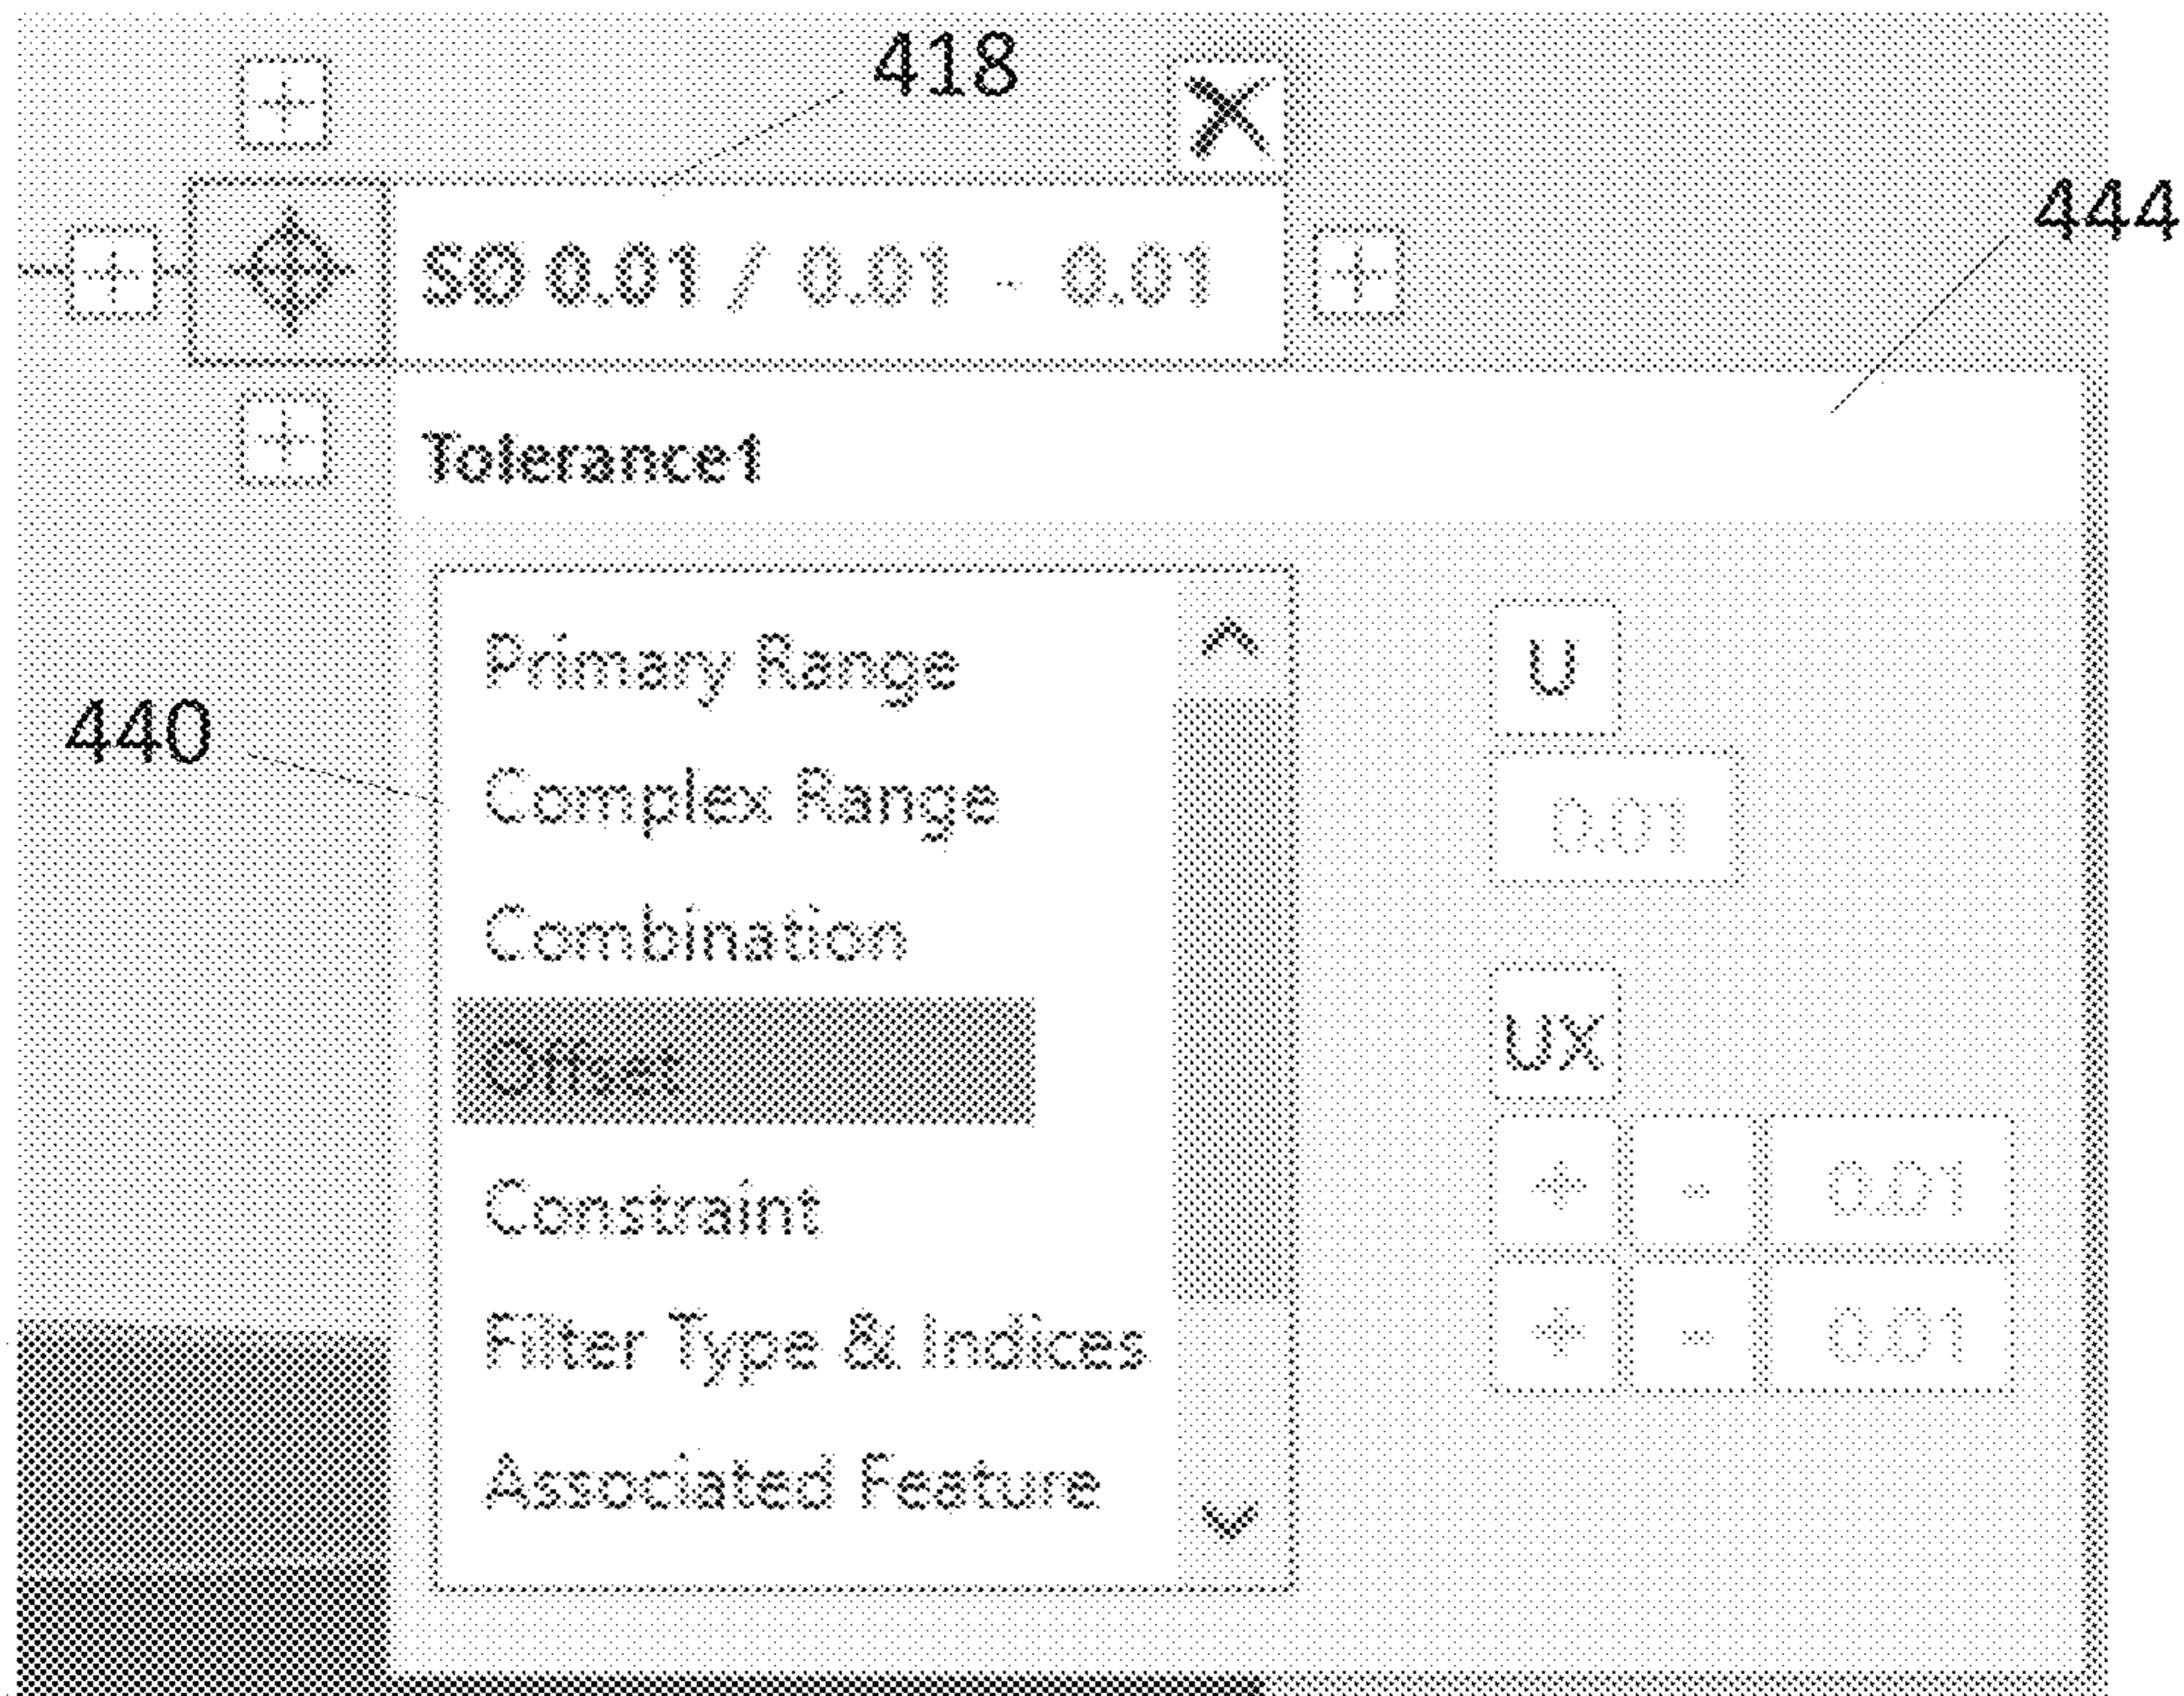 418
444
SØ 0.01 / 0.01 - 0.01
Tolerance1
440
Primary Range
Complex Range
Combination
Offset
Constraint
Filter Type & Indices
Associated Feature
U
0.01
UX
+ - 0.01
+ - 0.01